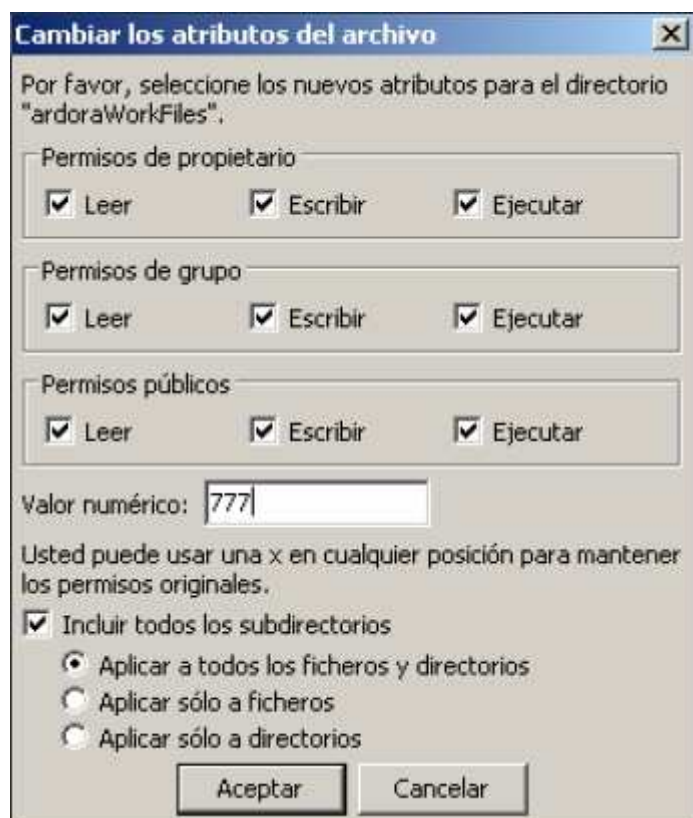 Cambiar los atributos del archivo
Por favor, seleccione los nuevos atributos para el directorio
"ardoraWorkFiles".
Permisos de propietario
Leer Escribir Ejecutar
Permisos de grupo
Leer Escribir Ejecutar
Permisos públicos
Leer Escribir Ejecutar
Valor numérico: 777
Usted puede usar una x en cualquier posición para mantener
los permisos originales.
Incluir todos los subdirectorios
Aplicar a todos los ficheros y directorios
Aplicar sólo a ficheros
Aplicar sólo a directorios
Aceptar Cancelar